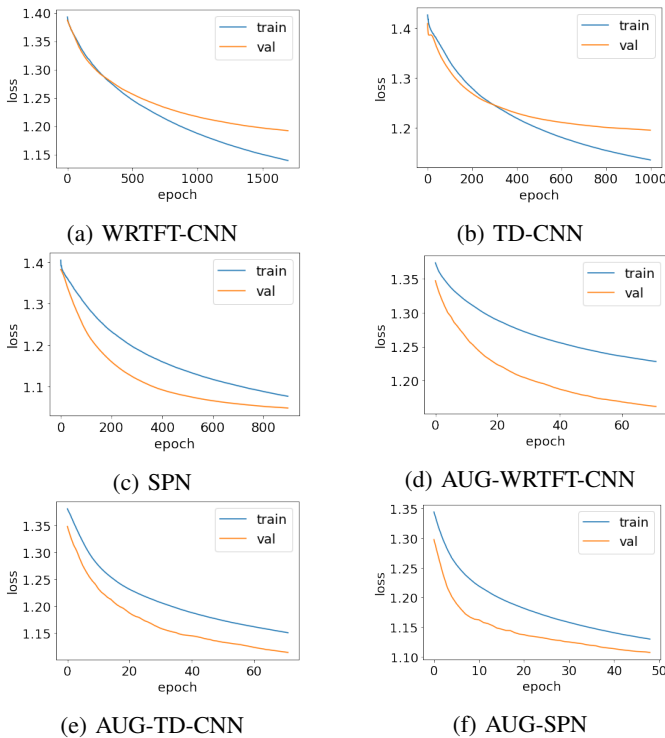 1.40
1.35
1.30
1.25
1.20
1.15
loss
train
val
0
500
1000
1500
epoch
(a) WRTFT-CNN
1.4
1.3
1.2
loss
train
val
0
200
400
600
800
1000
epoch
(b) TD-CNN
1.4
1.3
1.2
1.1
loss
train
val
0
200
400
600
800
epoch
(c) SPN
1.35
1.30
1.25
1.20
loss
train
val
0
20
40
60
epoch
(d) AUG-WRTFT-CNN
1.35
1.30
1.25
1.20
1.15
loss
train
val
0
20
40
60
epoch
(e) AUG-TD-CNN
1.35
1.30
1.25
1.20
1.15
1.10
loss
train
val
0
10
20
30
40
50
epoch
(f) AUG-SPN